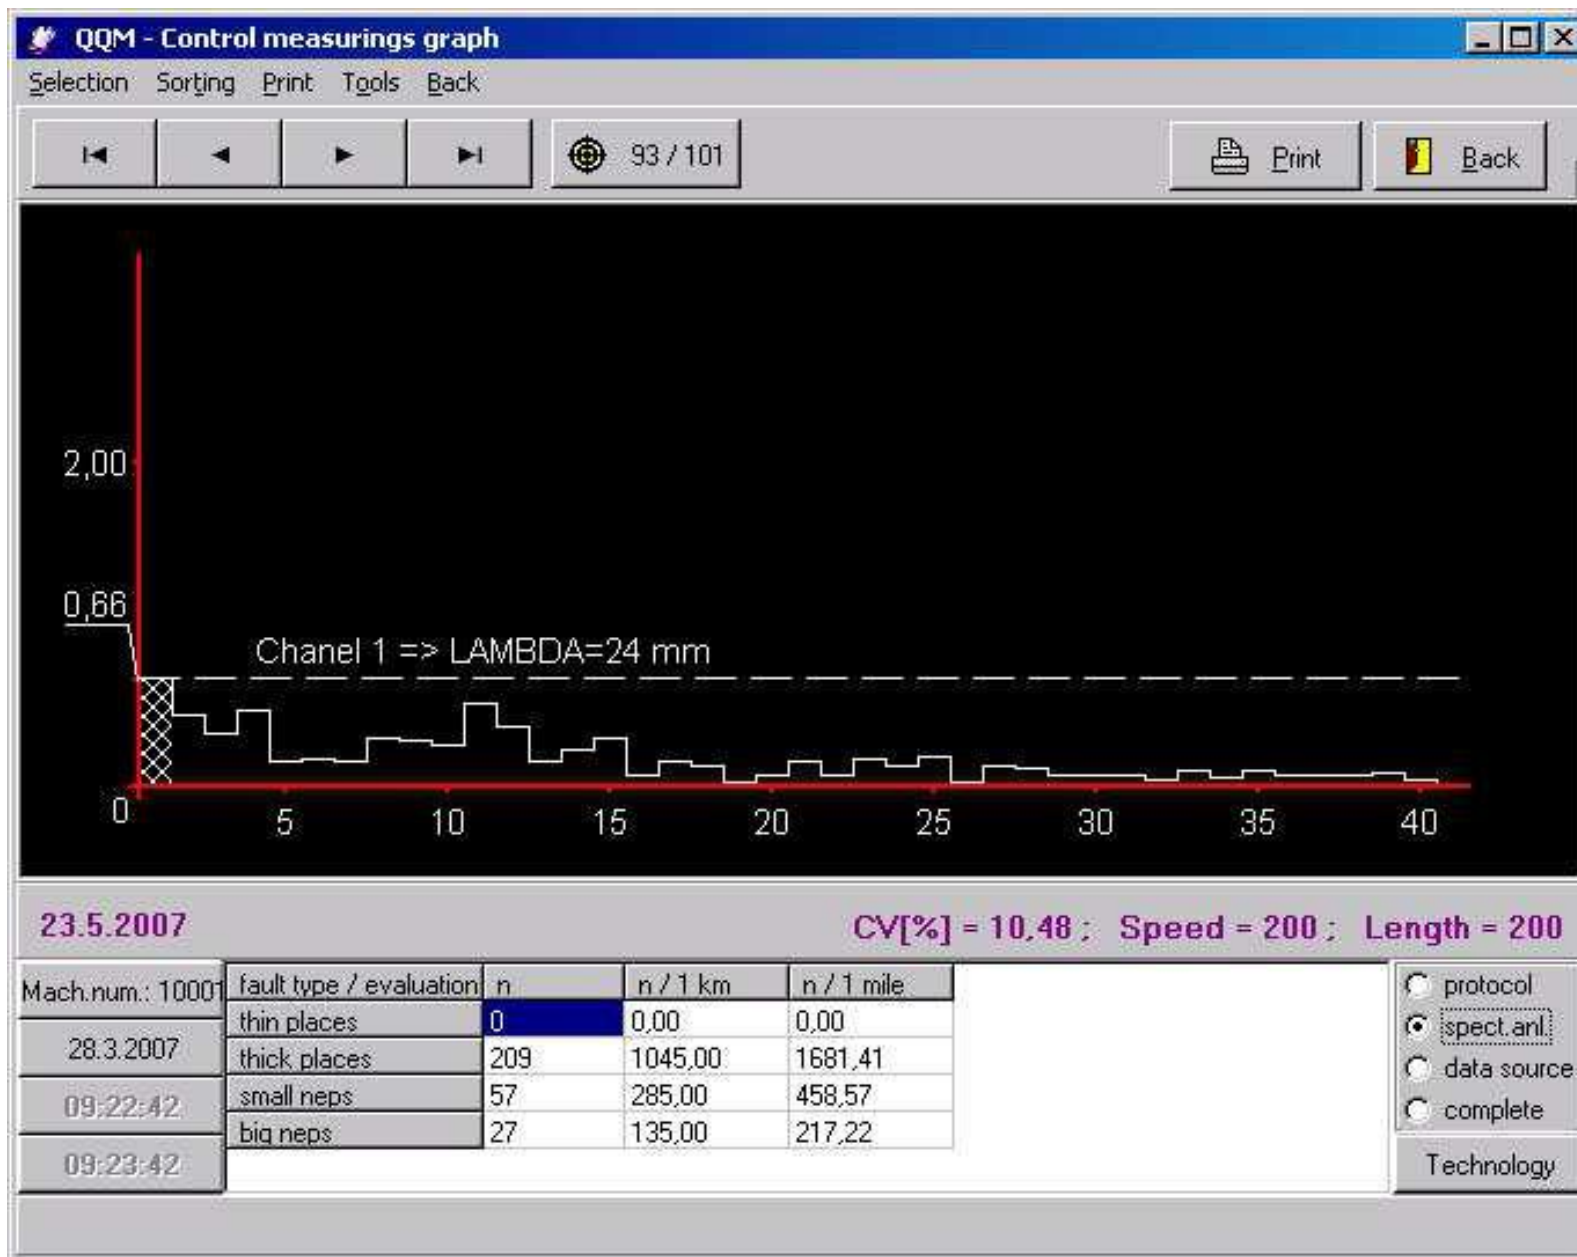 QQM - Control measurings graph
Selection Sorting Print Tools Back
93 / 101 Print Back
2,00
0,66
Chanel 1 => LAMBDA=24 mm
0 5 10 15 20 25 30 35 40
23.5.2007 CV[%] = 10,48 ; Speed = 200 ; Length = 200
Mach.num.: 10001
28.3.2007
09:22:42
09:23:42
fault type / evaluation n n / 1 km n / 1 mile
thin places 0 0,00 0,00
thick places 209 1045,00 1681,41
small neps 57 285,00 458,57
big neps 27 135,00 217,22
protocol
spect.anl.
data source
complete
Technology